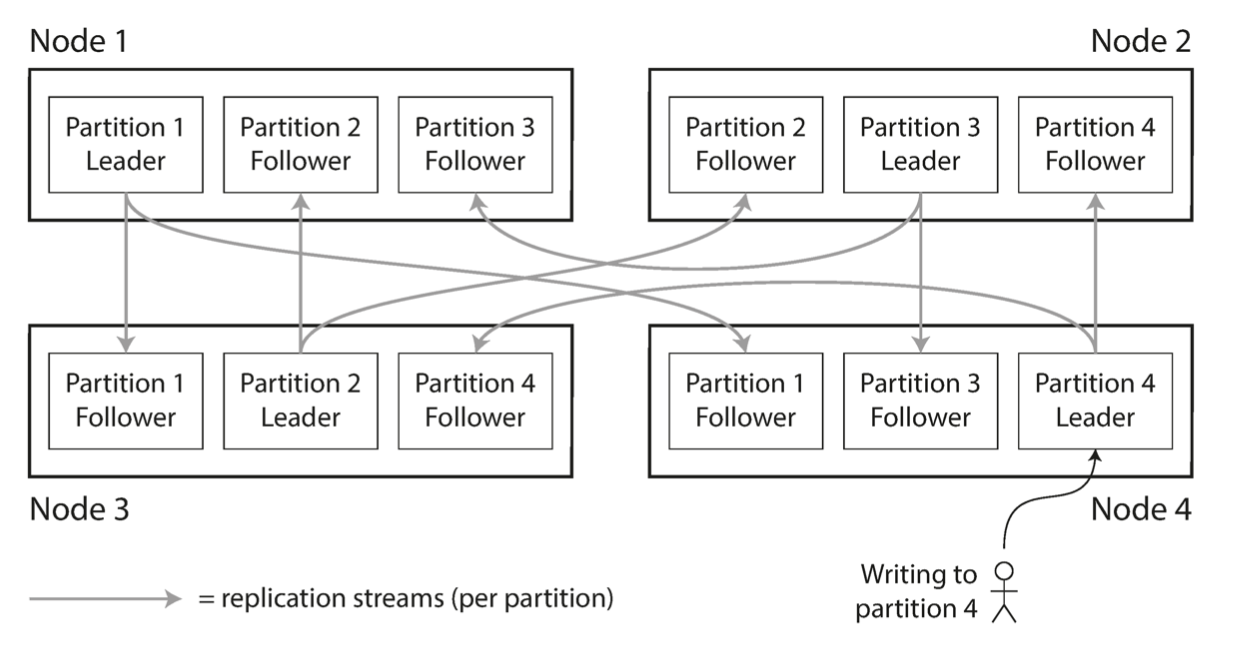 Node 1
Node 2
Partition 1
Leader
Partition 2
Follower
Partition 3
Follower
Partition 2
Follower
Partition 3
Leader
Partition 4
Follower
Partition 1
Follower
Partition 2
Leader
Partition 4
Follower
Partition 1
Follower
Partition 3
Follower
Partition 4
Leader
Node 3
Node 4
Writing to
partition 4
= replication streams (per partition)